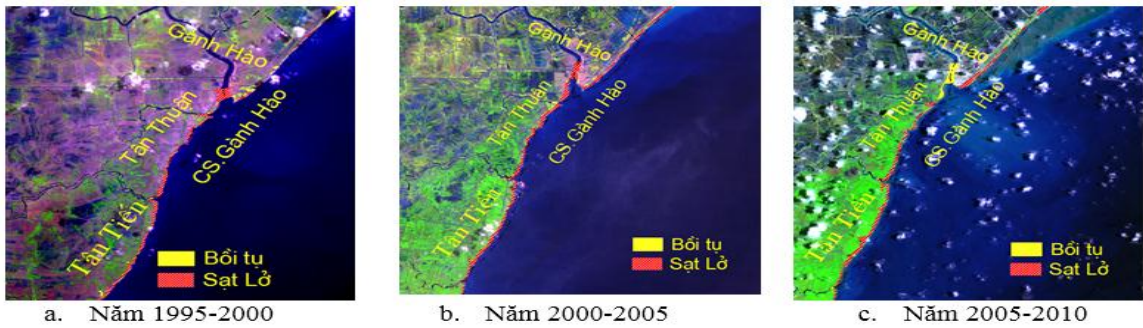 Gành Hào
Tân Thuận
CS.Gành Hào
Tân Tiến
Bồi tụ
Sạt Lở
a. Năm 1995-2000
Gành Hào
Tân Thuận
CS.Gành Hào
Tân Tiến
Bồi tụ
Sạt Lở
b. Năm 2000-2005
Gành Hào
Tân Thuận
CS.Gành Hào
Tân Tiến
Bồi tụ
Sạt Lở
c. Năm 2005-2010